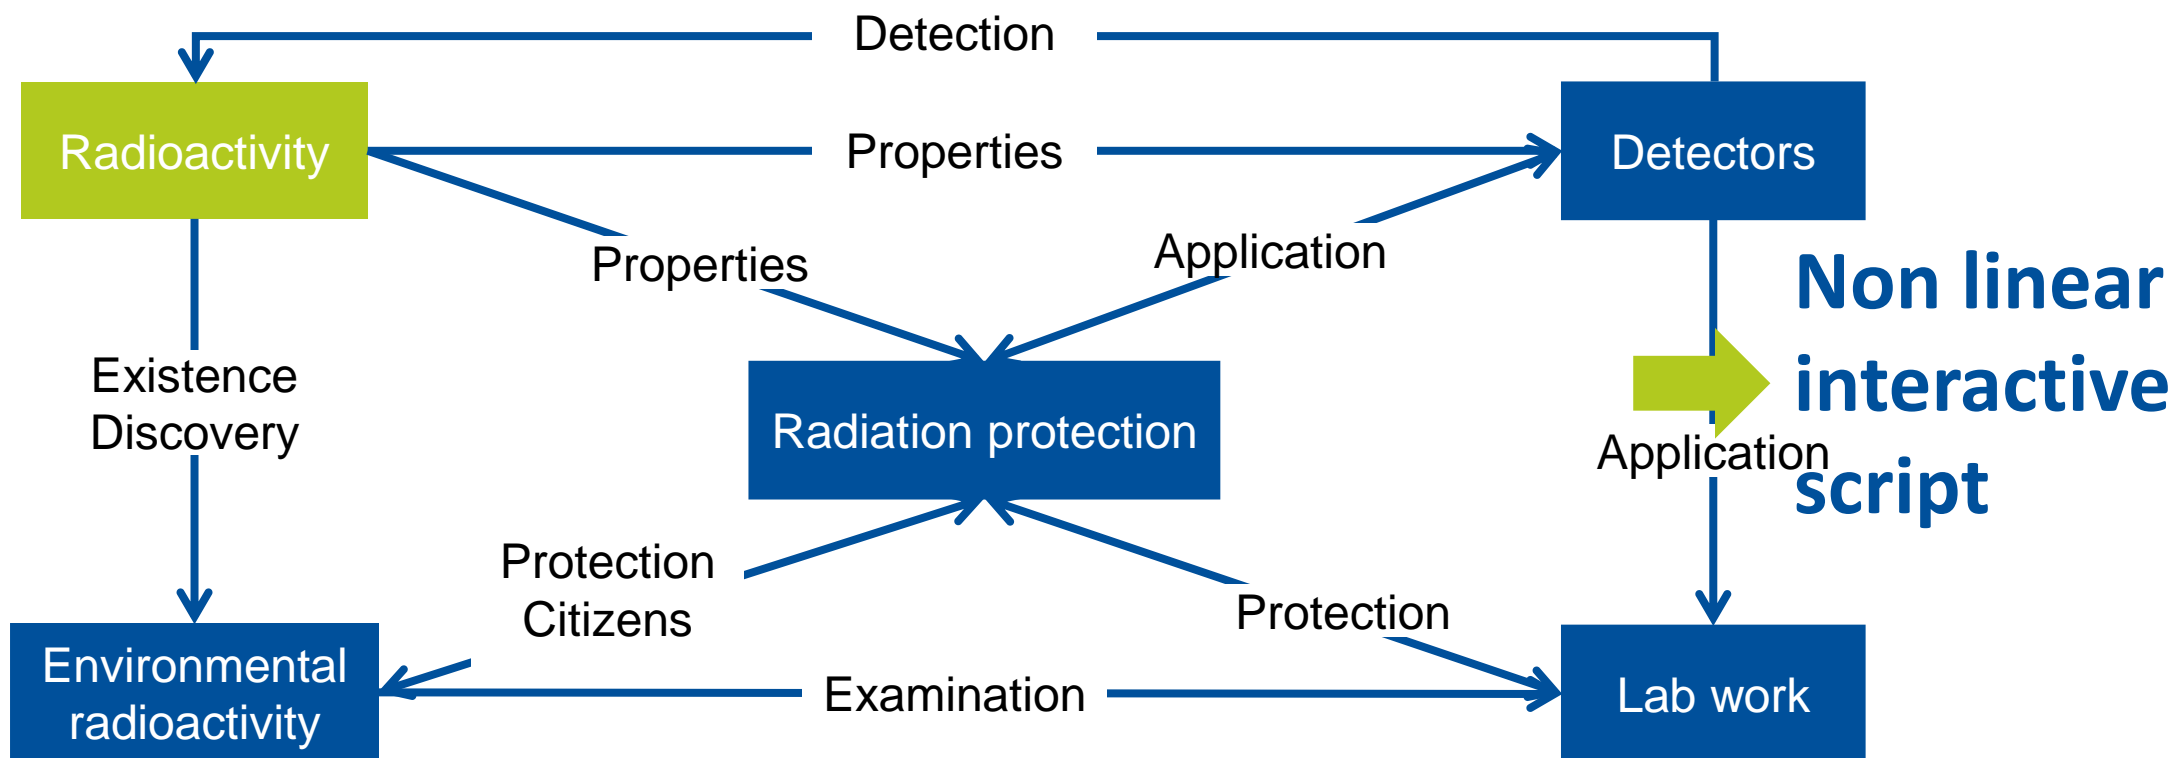 Detection
Radioactivity
Properties
Detectors
Properties
Application
Non linear
interactive
script
Existence
Discovery
Radiation protection
Application
Protection
Citizens
Protection
Environmental
radioactivity
Examination
Lab work